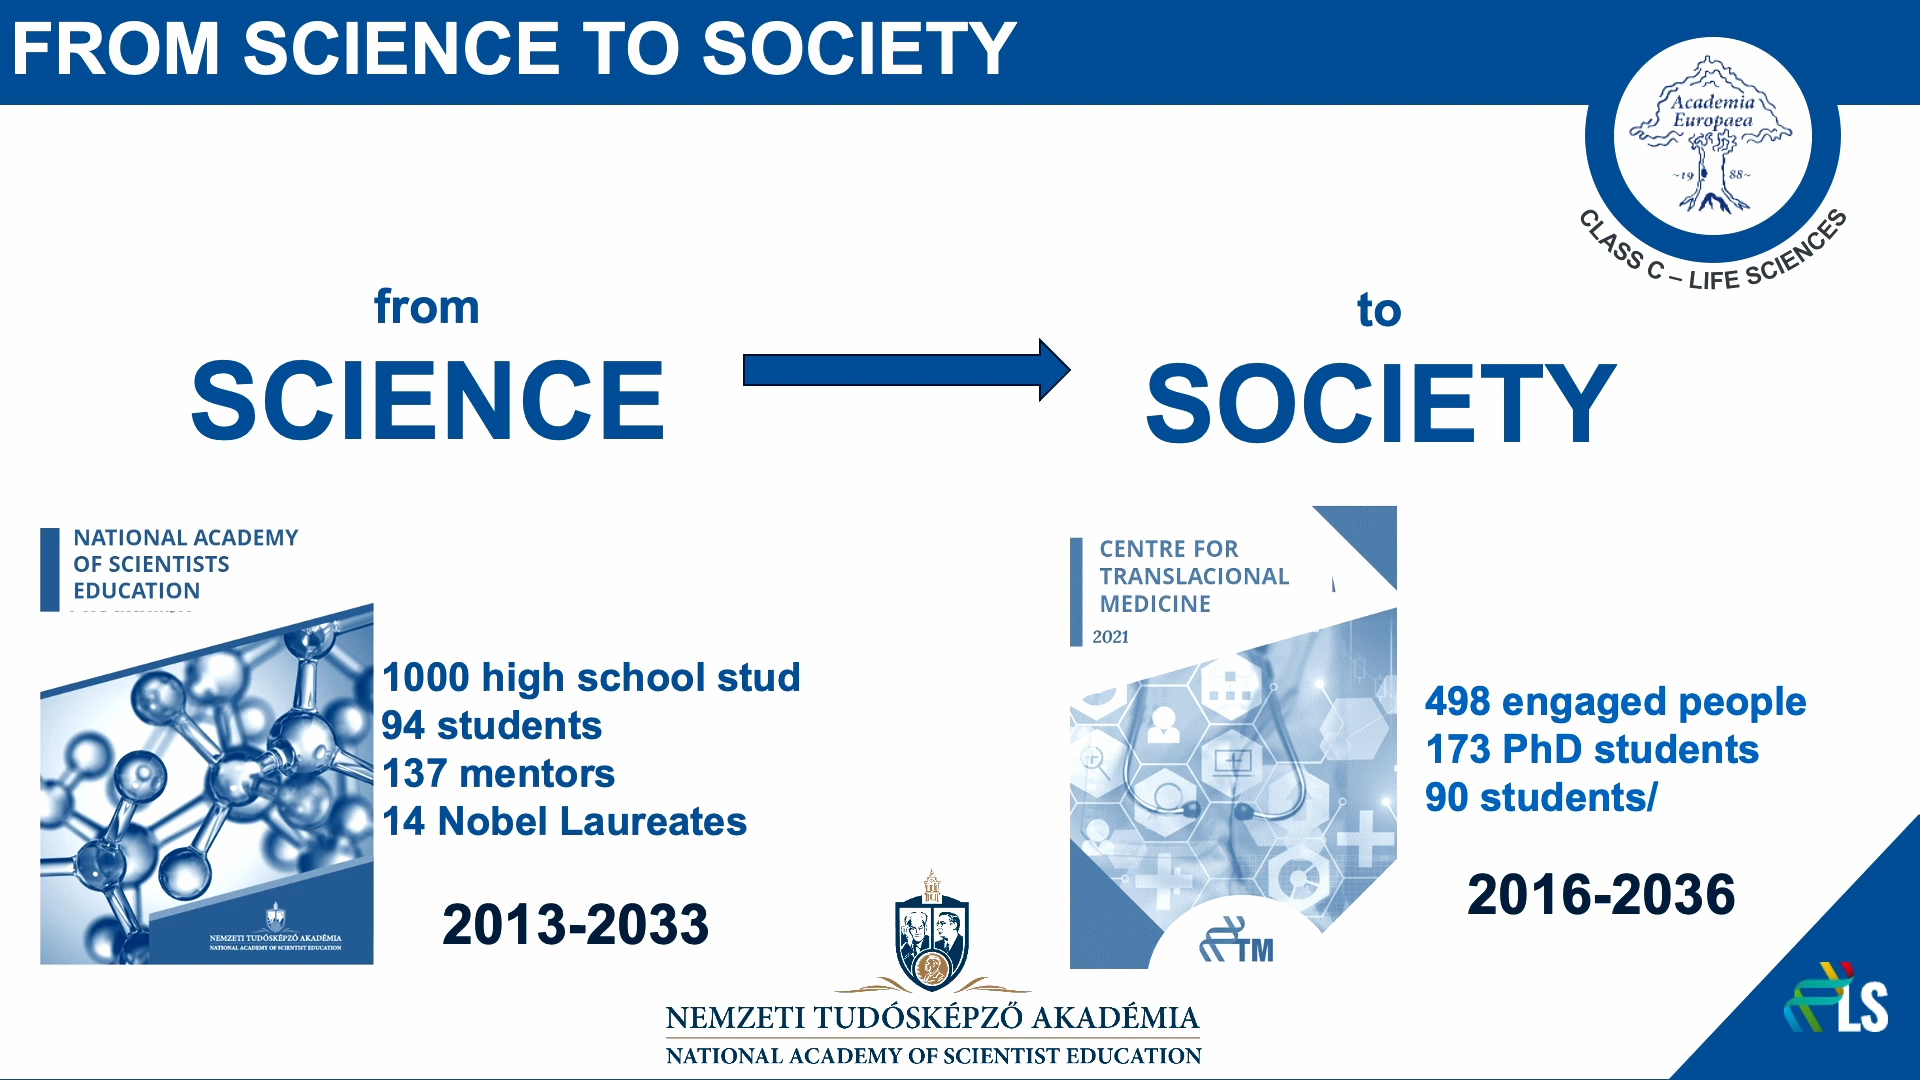 FROM SCIENCE TO SOCIETY
Academia
Europaea
~19 88~
CLASS C – LIFE SCIENCES
from
SCIENCE
to
SOCIETY
NATIONAL ACADEMY
OF SCIENTISTS
EDUCATION
1000 high school stud
94 students
137 mentors
14 Nobel Laureates
2013-2033
NEMZETI TUDÓSKÉPZŐ AKADÉMIA
NATIONAL ACADEMY OF SCIENTIST EDUCATION
CENTRE FOR
TRANSLACIONAL
MEDICINE
2021
TM
498 engaged people
173 PhD students
90 students/
2016-2036
NEMZETI TUDÓSKÉPZŐ AKADÉMIA
NATIONAL ACADEMY OF SCIENTIST EDUCATION
LS